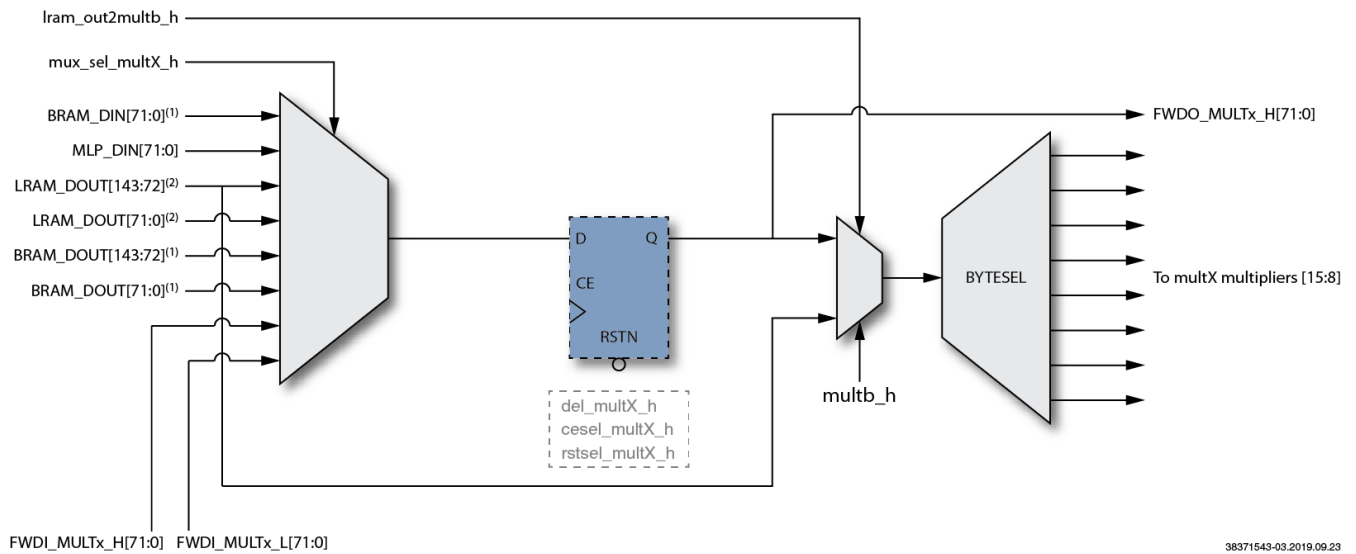 lram_out2multb_h
mux_sel_multX_h
BRAM_DIN[71:0](1)
FWDO_MULTx_H[71:0]
MLP_DIN[71:0]
LRAM_DOUT[143:72](2)
LRAM_DOUT[71:0](2)
D Q
BRAM_DOUT[143:72](1)
CE
BYTESEL
To multX multipliers [15:8]
BRAM_DOUT[71:0](1)
RSTN
multb_h
del_multX_h
cesel_multX_h
rstsel_multX_h
FWDI_MULTx_H[71:0] FWDI_MULTx_L[71:0]
38371543-03.2019.09.23